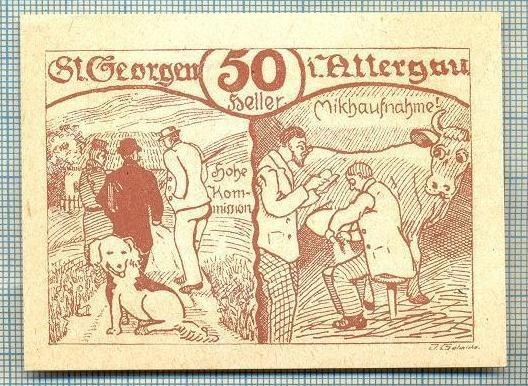 St. Georgen 50 i. Attergau
Heller
Milchaufnahme!
Hohe
Kom-
mission